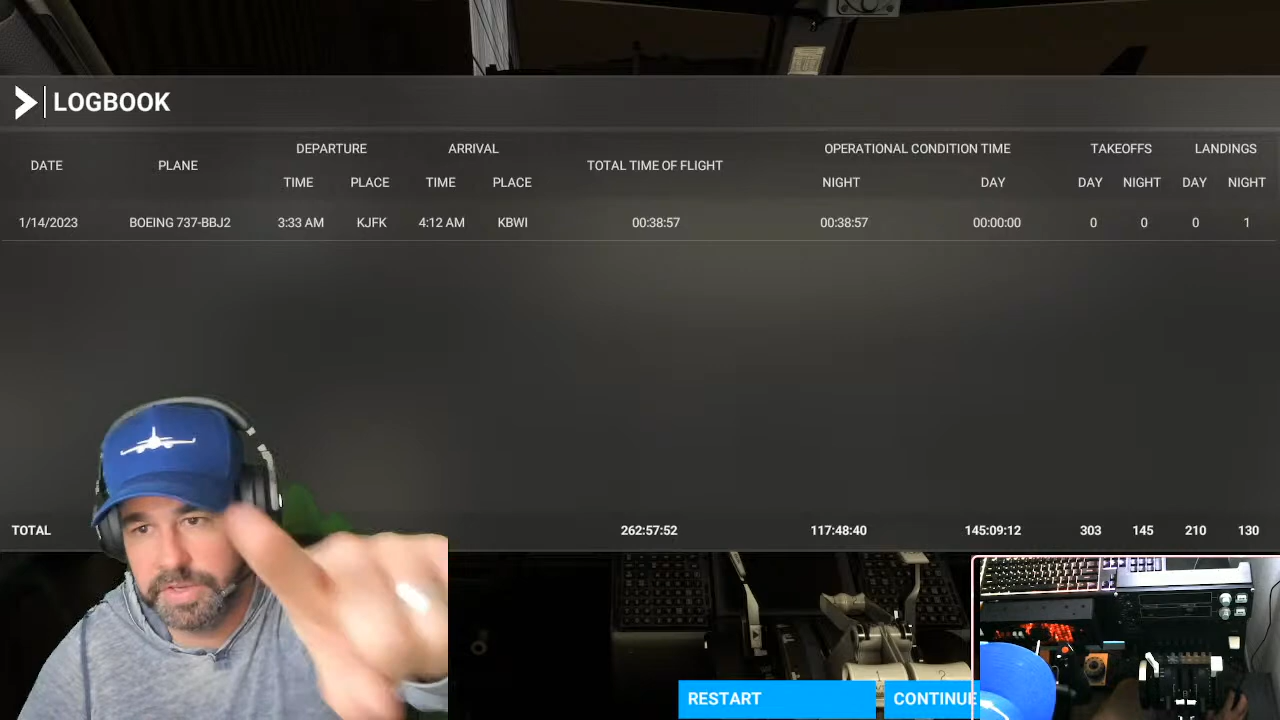 LOGBOOK
DEPARTURE ARRIVAL OPERATIONAL CONDITION TIME TAKEOFFS LANDINGS
DATE PLANE TOTAL TIME OF FLIGHT
TIME PLACE TIME PLACE NIGHT DAY DAY NIGHT DAY NIGHT
1/14/2023 BOEING 737-BBJ2 3:33 AM KJFK 4:12 AM KBWI 00:38:57 00:38:57 00:00:00 0 0 0 1
TOTAL 262:57:52 117:48:40 145:09:12 303 145 210 130
RESTART CONTINUE